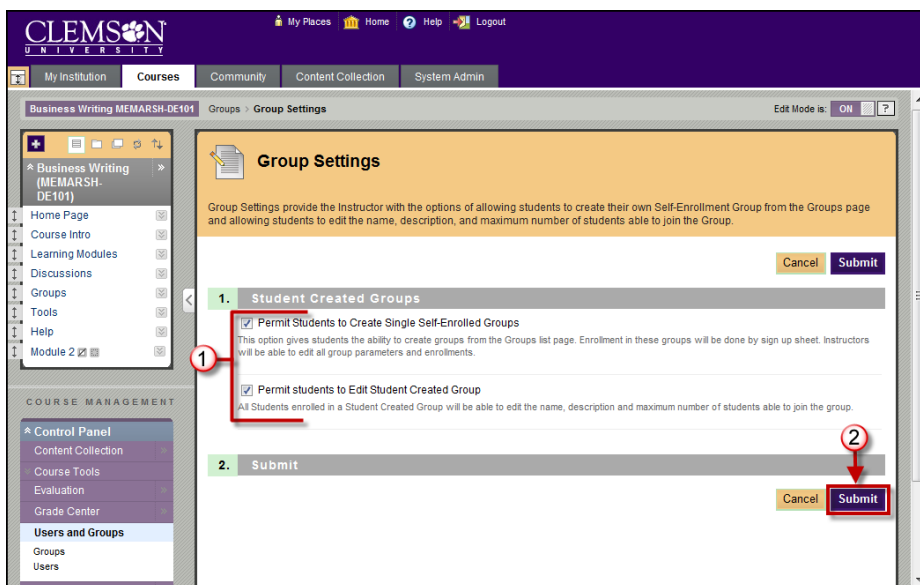 CLEMSON
UNIVERSITY
My Places Home Help Logout
My Institution Courses Community Content Collection System Admin
Business Writing MEMARSH-DE101 Groups > Group Settings Edit Mode is: ON ?
Business Writing
(MEMARSH-
DE101)
Home Page
Course Intro
Learning Modules
Discussions
Groups
Tools
Help
Module 2
COURSE MANAGEMENT
Control Panel
Content Collection
Course Tools
Evaluation
Grade Center
Users and Groups
Groups
Users
Group Settings
Group Settings provide the Instructor with the options of allowing students to create their own Self-Enrollment Group from the Groups page
and allowing students to edit the name, description, and maximum number of students able to join the Group.
Cancel Submit
1. Student Created Groups
Permit Students to Create Single Self-Enrolled Groups
This option gives students the ability to create groups from the Groups list page. Enrollment in these groups will be done by sign up sheet. Instructors
will be able to edit all group parameters and enrollments.
1
Permit students to Edit Student Created Group
All Students enrolled in a Student Created Group will be able to edit the name, description and maximum number of students able to join the group.
2
2. Submit
Cancel Submit